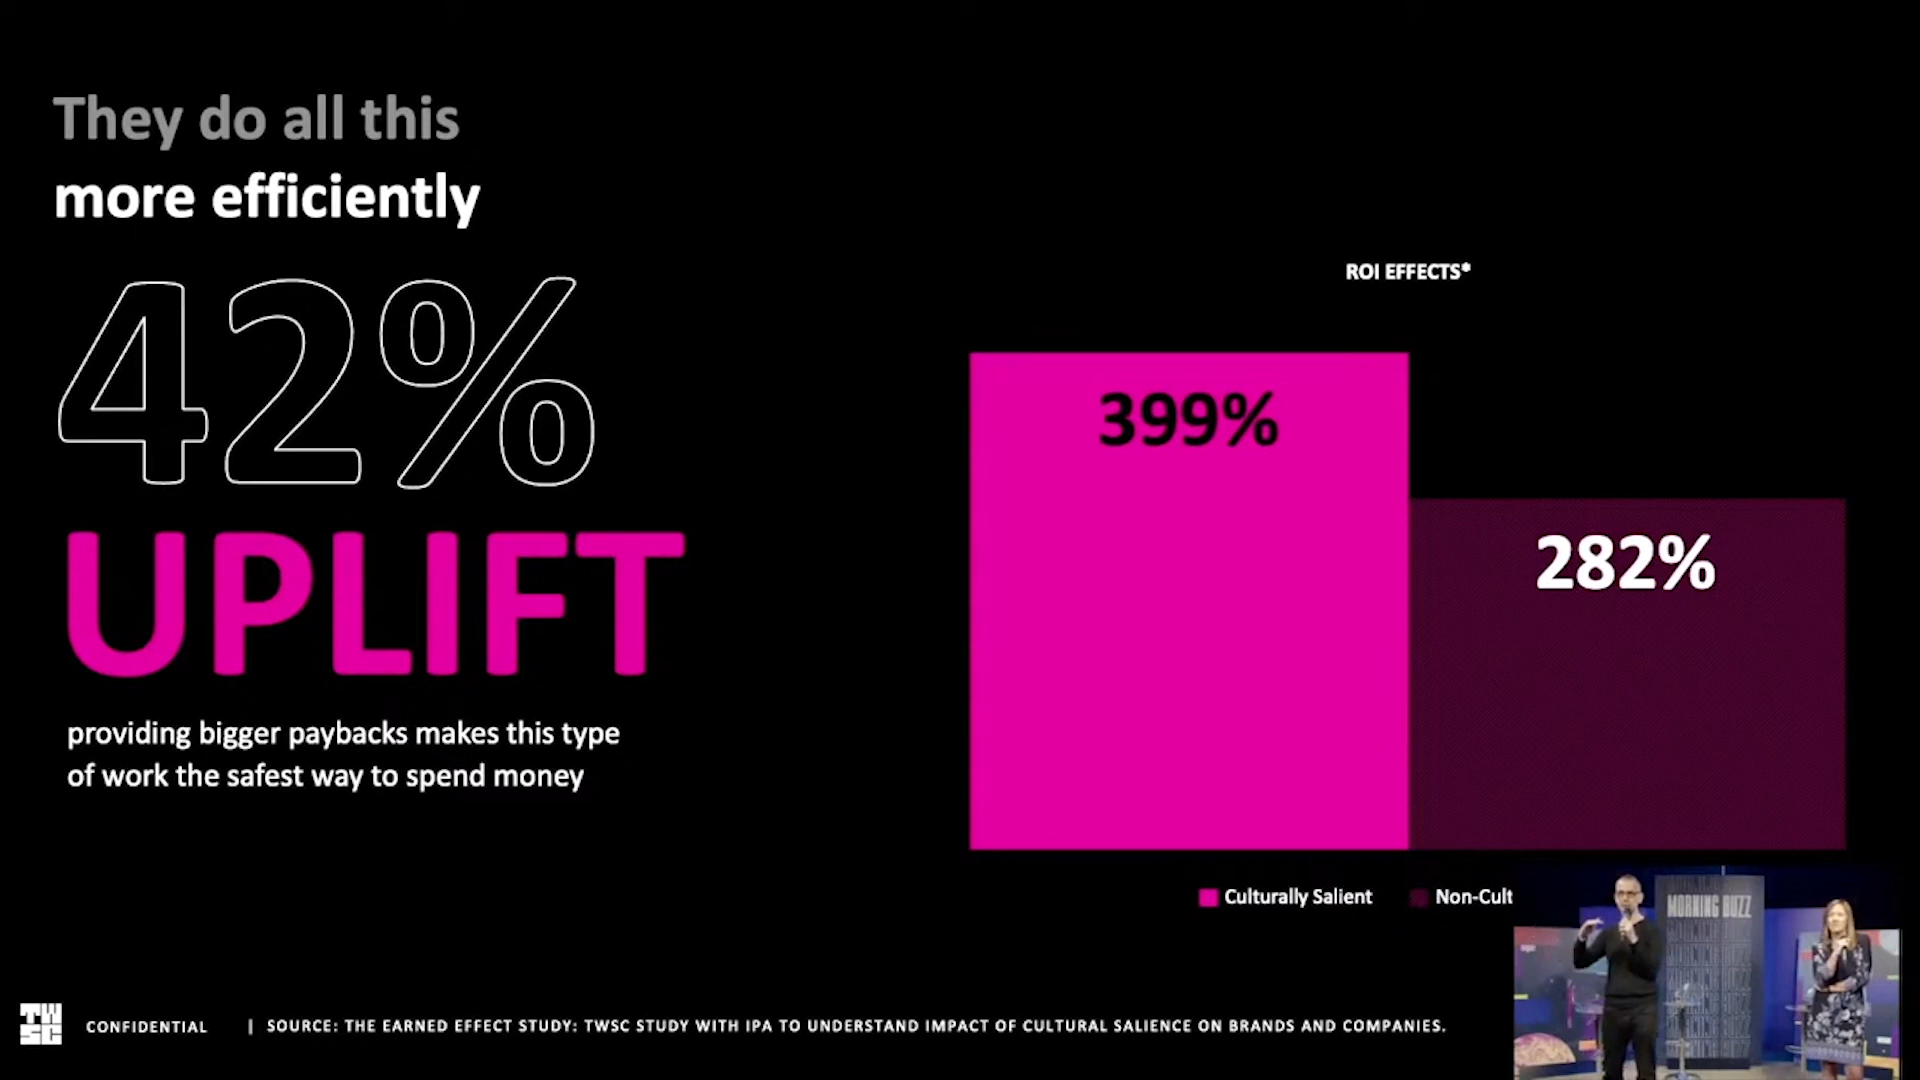 They do all this
more efficiently
42%
UPLIFT
providing bigger paybacks makes this type
of work the safest way to spend money
ROI EFFECTS*
399%
282%
Culturally Salient
Non-Cult
MORNING BUZZ
TW
SC
CONFIDENTIAL
| SOURCE: THE EARNED EFFECT STUDY: TWSC STUDY WITH IPA TO UNDERSTAND IMPACT OF CULTURAL SALIENCE ON BRANDS AND COMPANIES.